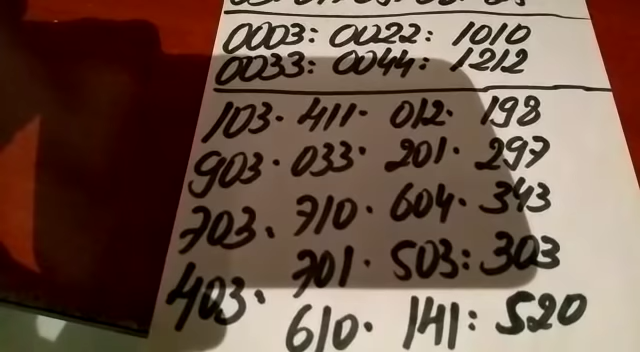 0003: 0022: 1010
0033: 0044: 1212
103· 411· 012· 198
903· 033· 201· 297
703· 710· 604· 343
403· 701· 503: 303
610· 141: 520